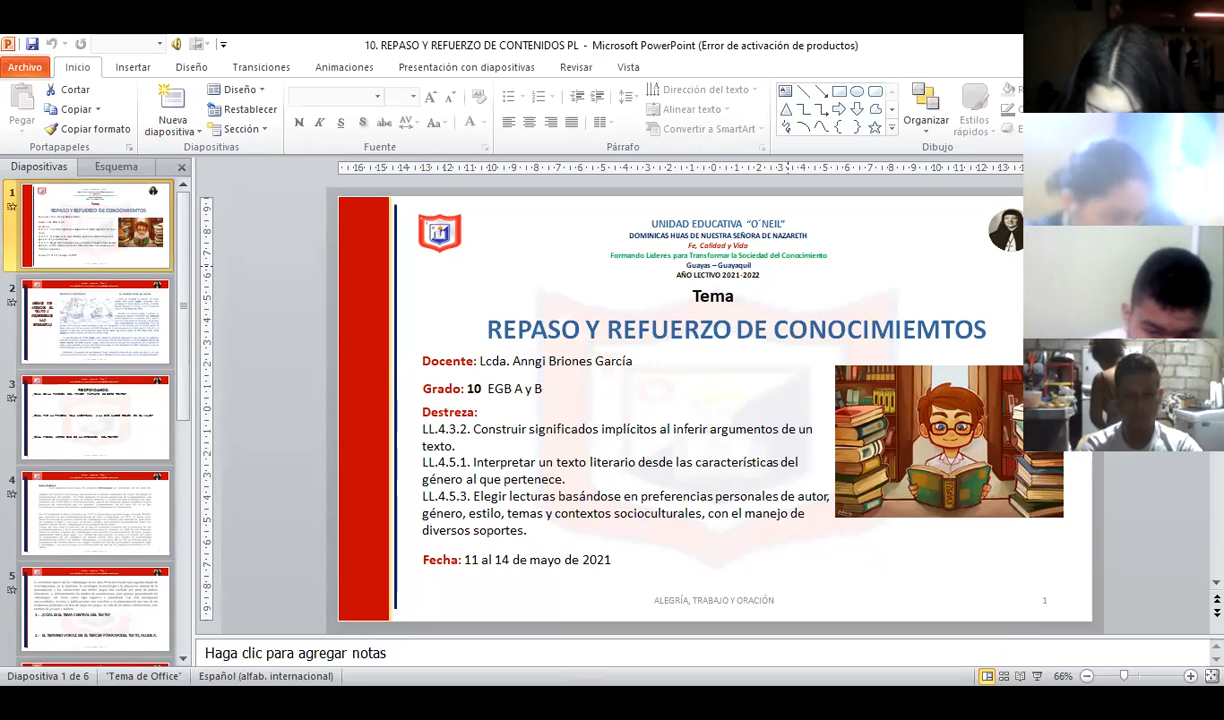 10. REPASO Y REFUERZO DE CONTENIDOS PL - Microsoft PowerPoint (Error de activación de productos)
Archivo Inicio Insertar Diseño Transiciones Animaciones Presentación con diapositivas Revisar Vista
Pegar
Cortar
Copiar
Copiar formato
Portapapeles
Nueva diapositiva
Diseño
Restablecer
Sección
Diapositivas
Fuente
Dirección del texto
Alinear texto
Convertir a SmartArt
Párrafo
Organizar
Estilos rápidos
Dibujo
Diapositivas Esquema
1
2
3
4
5
UNIDAD EDUCATIVA “O´NEIL”
DOMINICAS HIJAS DE NUESTRA SEÑORA DE NAZARETH
Fe, Calidad y Vida
Formando Lideres para Transformar la Sociedad del Conocimiento
Guayas – Guayaquil
AÑO LECTIVO 2021-2022
Tema
REPASO Y REFUERZO DE CONOCIMIEMTOS
Docente: Lcda. Anngi Briones García
Grado: 10 EGB A y B
Destreza:
LL.4.3.2. Construir significados implícitos al inferir argumentos de un
texto.
LL.4.5.1. Interpretar un texto literario desde las características del
género al que pertenece.
LL.4.5.3. Elegir lecturas basándose en preferencias personales de autor,
género, estilo, temas y contextos socioculturales, con el manejo de
diversos soportes.
Fecha: 11 al 14 de mayo de 2021
ALEGRÍA, TRABAJO Y ORACIÓN 1
Haga clic para agregar notas
Diapositiva 1 de 6 "Tema de Office" Español (alfab. internacional) 66%